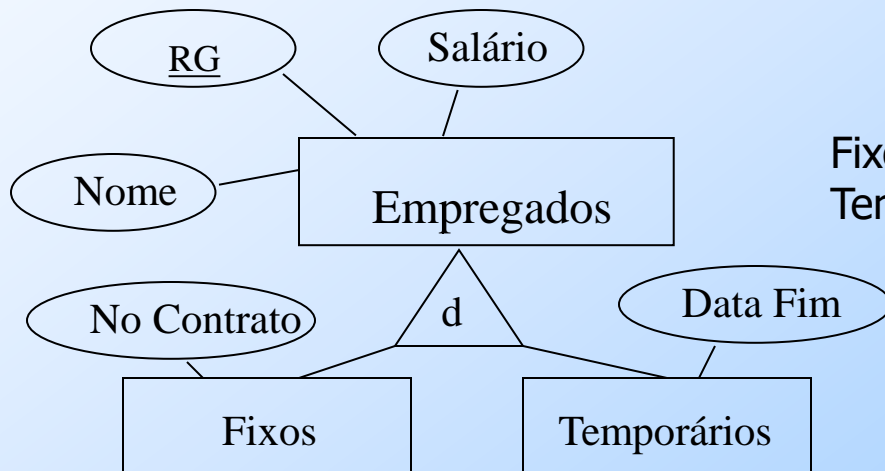 RG
Salário
Nome
Empregados
No Contrato
d
Data Fim
Fixos
Temporários